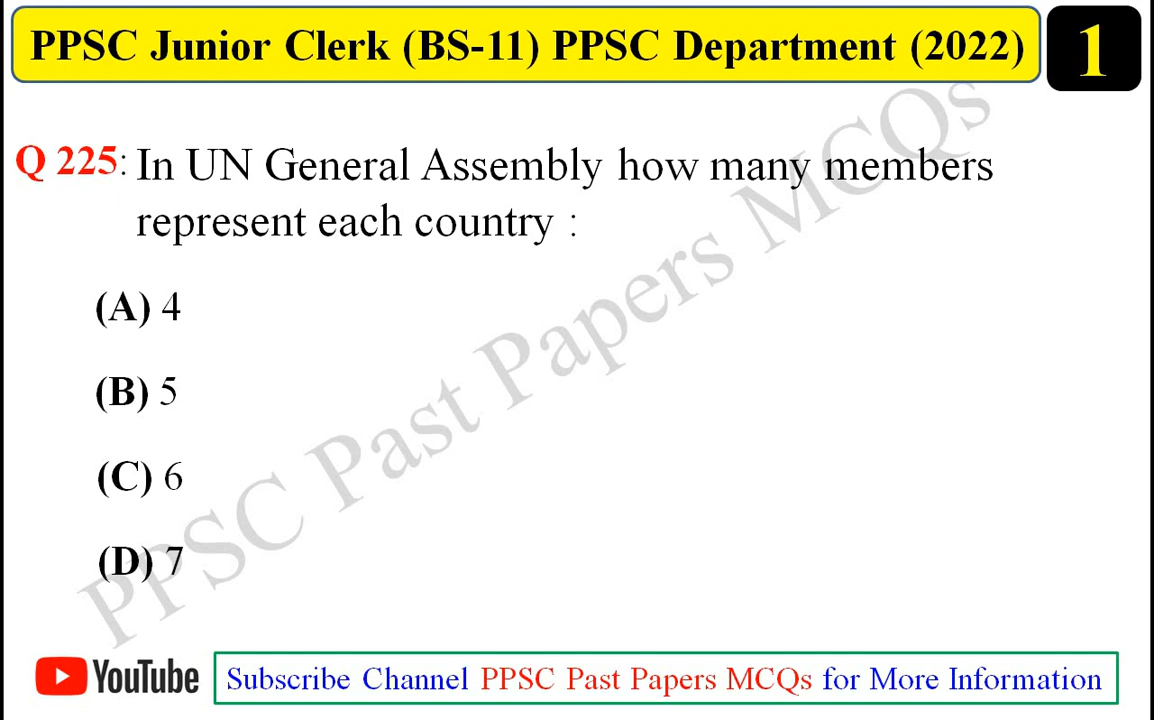 PPSC Junior Clerk (BS-11) PPSC Department (2022)
1
Q 225: In UN General Assembly how many members
represent each country :
(A) 4
(B) 5
(C) 6
(D) 7
PPSC Past Papers MCQs
YouTube
Subscribe Channel PPSC Past Papers MCQs for More Information